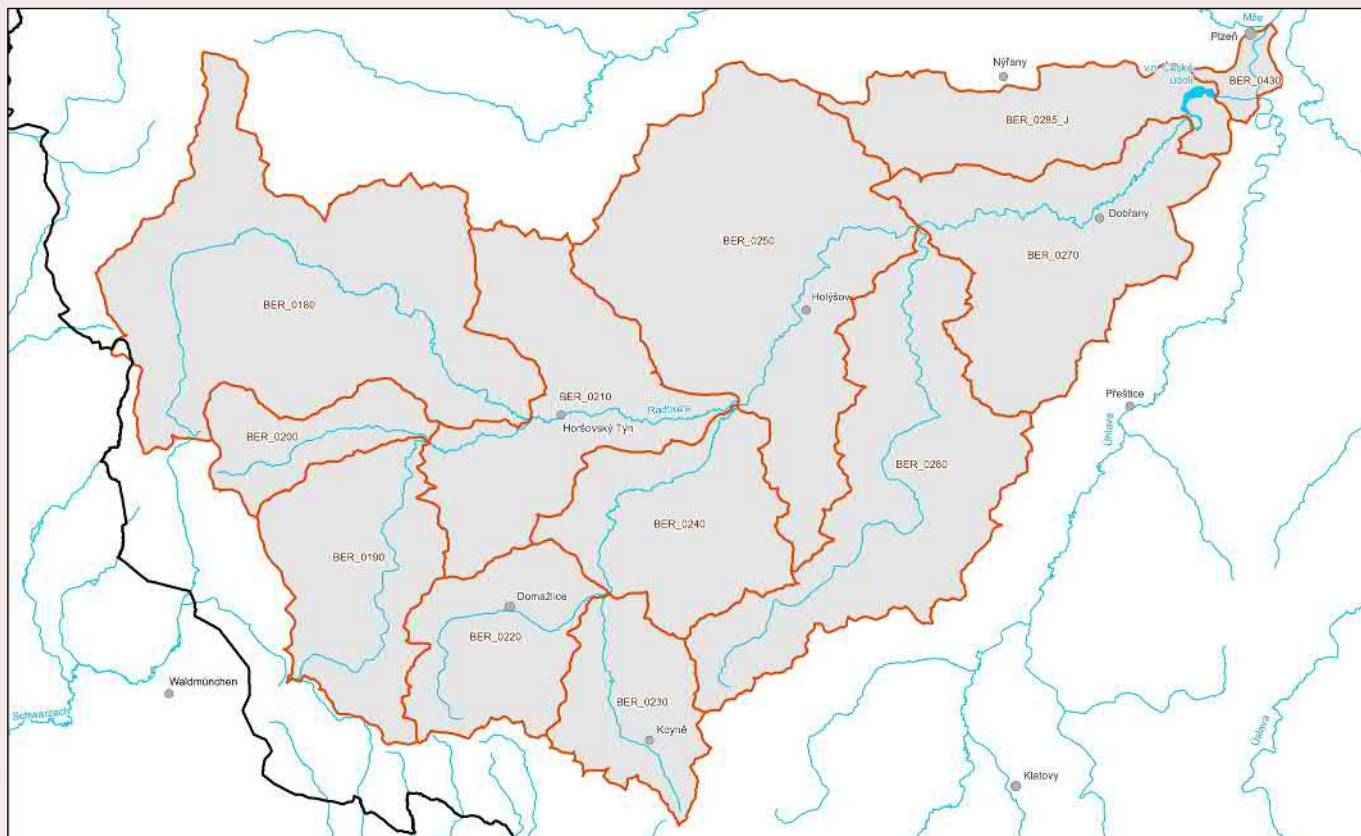 Mže
Plzeň
Nýřany
v.n. České
údolí
BER_0430
BER_0285_J
Dobřany
BER_0250
BER_0270
BER_0180
Holýšov
BER_0210
Radbuza
Přeštice
Horšovský Týn
BER_0200
Úhlava
BER_0260
BER_0240
BER_0190
Domažlice
BER_0220
Waldmünchen
BER_0230
Schwarzach
Kdyně
Úslava
Klatovy